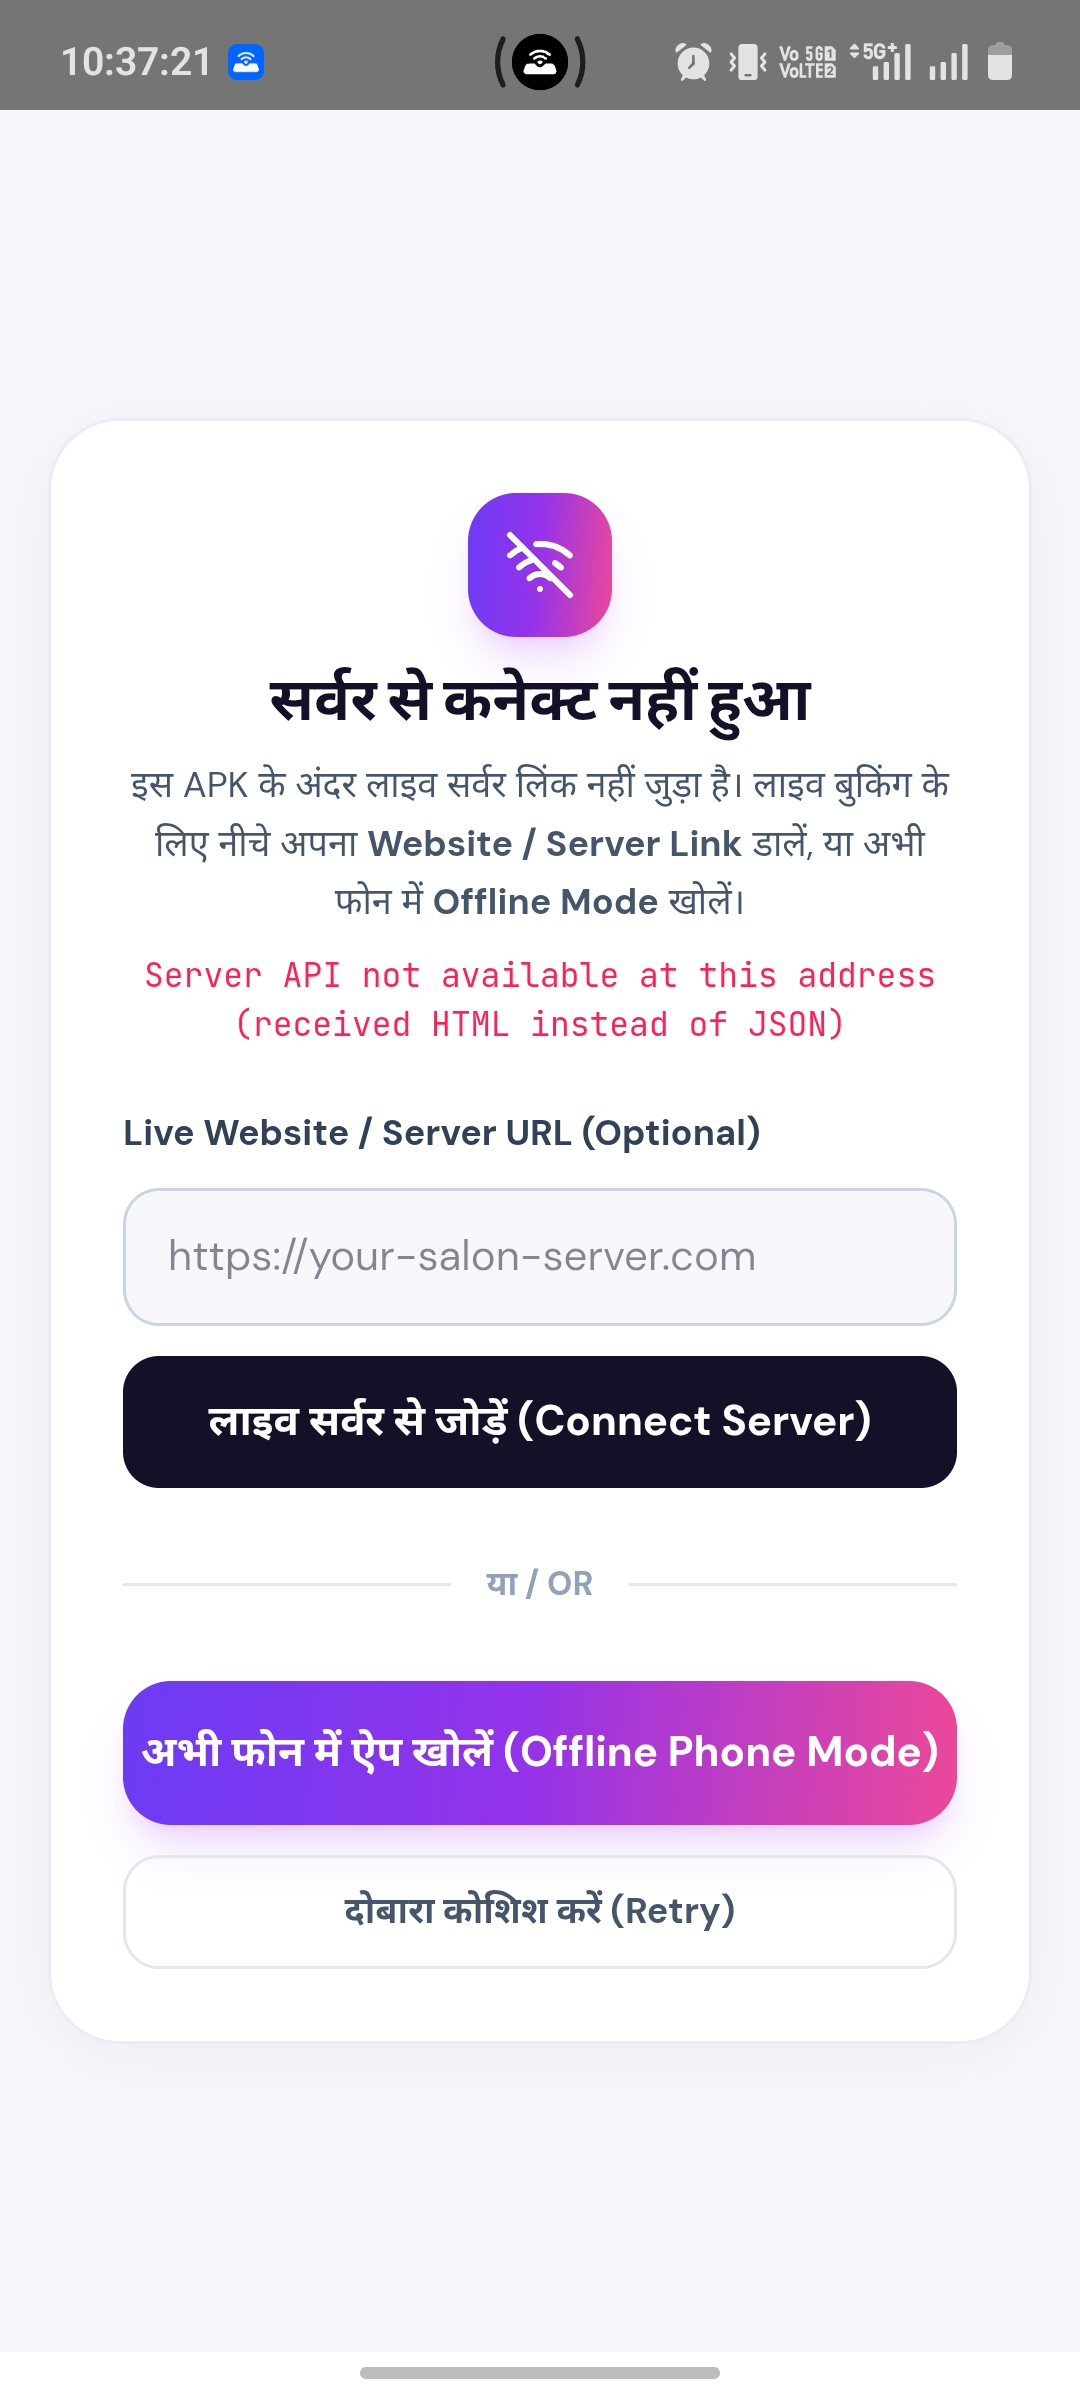 10:37:21
Vo 5G 1
VoLTE 2
5G+
सर्वर से कनेक्ट नहीं हुआ
इस APK के अंदर लाइव सर्वर लिंक नहीं जुड़ा है। लाइव बुकिंग के
लिए नीचे अपना Website / Server Link डालें, या अभी
फोन में Offline Mode खोलें।
Server API not available at this address
(received HTML instead of JSON)
Live Website / Server URL (Optional)
https://your-salon-server.com
लाइव सर्वर से जोड़ें (Connect Server)
या / OR
अभी फोन में ऐप खोलें (Offline Phone Mode)
दोबारा कोशिश करें (Retry)